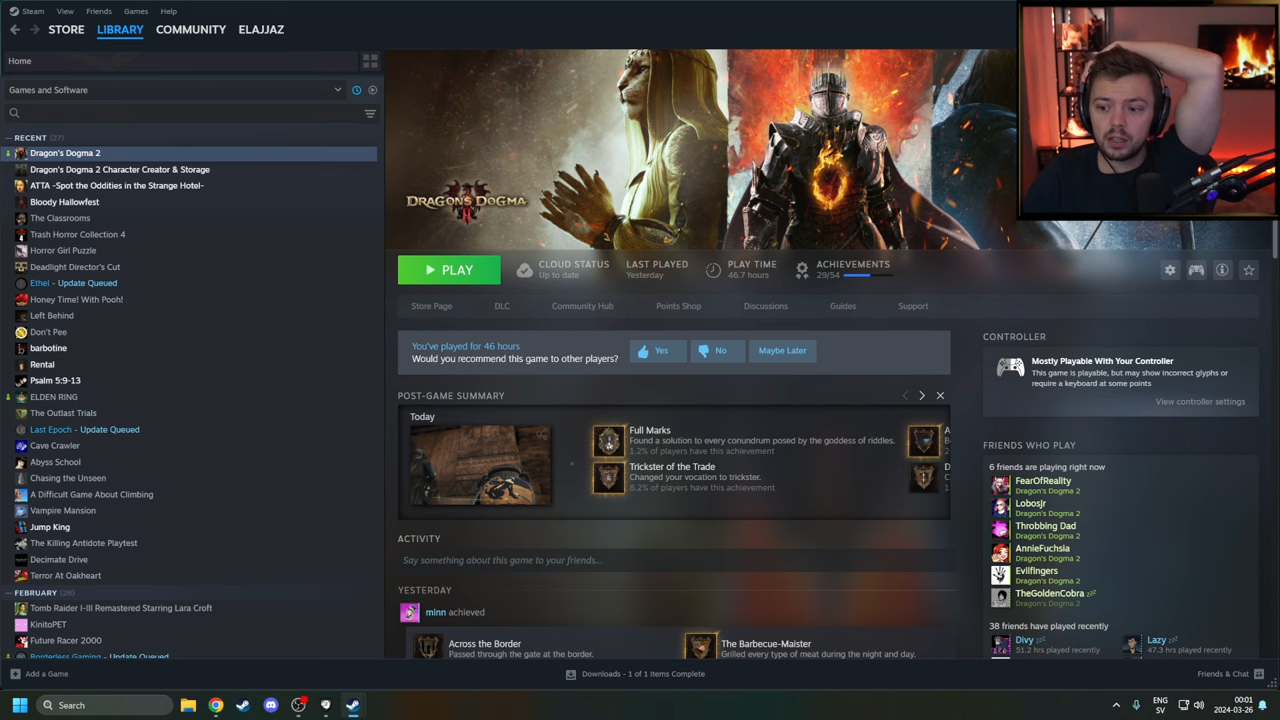 Steam View Friends Games Help
STORE LIBRARY COMMUNITY ELAJJAZ
Home
Games and Software
RECENT (27)
Dragon's Dogma 2
Dragon's Dogma 2 Character Creator & Storage
ATTA -Spot the Oddities in the Strange Hotel-
Bloody Hallowfest
The Classrooms
Trash Horror Collection 4
Horror Girl Puzzle
Deadlight Director's Cut
Ethel - Update Queued
Honey Time! With Pooh!
Left Behind
Don't Pee
barbotine
Rental
Psalm 5:9-13
ELDEN RING
The Outlast Trials
Last Epoch - Update Queued
Cave Crawler
Abyss School
Chasing the Unseen
A Difficult Game About Climbing
Vampire Mansion
Jump King
The Killing Antidote Playtest
Decimate Drive
Terror At Oakheart
FEBRUARY (28)
Tomb Raider I-III Remastered Starring Lara Croft
KinitoPET
Future Racer 2000
Borderless Gaming - Update Queued
Add a Game
DRAGON'S DOGMA
II
PLAY
CLOUD STATUS
Up to date
LAST PLAYED
Yesterday
PLAY TIME
46.7 hours
ACHIEVEMENTS
29/54
Store Page DLC Community Hub Points Shop Discussions Guides Support
You've played for 46 hours
Would you recommend this game to other players?
Yes No Maybe Later
POST-GAME SUMMARY
Today
Full Marks
Found a solution to every conundrum posed by the goddess of riddles.
1.2% of players have this achievement
Trickster of the Trade
Changed your vocation to trickster.
8.2% of players have this achievement
A
B
2
D
C
1
ACTIVITY
Say something about this game to your friends...
YESTERDAY
minn achieved
Across the Border
Passed through the gate at the border.
The Barbecue-Maister
Grilled every type of meat during the night and day.
CONTROLLER
Mostly Playable With Your Controller
This game is playable, but may show incorrect glyphs or
require a keyboard at some points
View controller settings
FRIENDS WHO PLAY
6 friends are playing right now
FearOfReality
Dragon's Dogma 2
Lobosjr
Dragon's Dogma 2
Throbbing Dad
Dragon's Dogma 2
AnnieFuchsia
Dragon's Dogma 2
Evilfingers
Dragon's Dogma 2
TheGoldenCobra zzz
Dragon's Dogma 2
38 friends have played recently
Divy zzz
51.2 hrs played recently
Lazy zzz
47.3 hrs played recently
Downloads - 1 of 1 Items Complete
Friends & Chat
Search
ENG
SV
00:01
2024-03-26